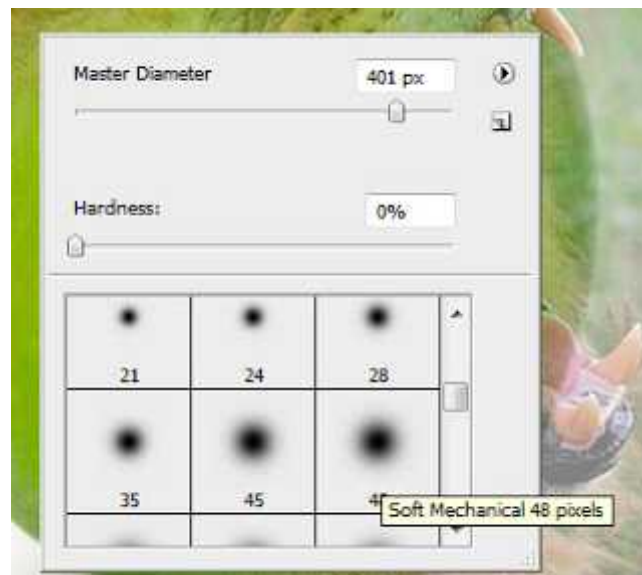 Master Diameter 401 px
Hardness: 0%
21 24 28
35 45
Soft Mechanical 48 pixels